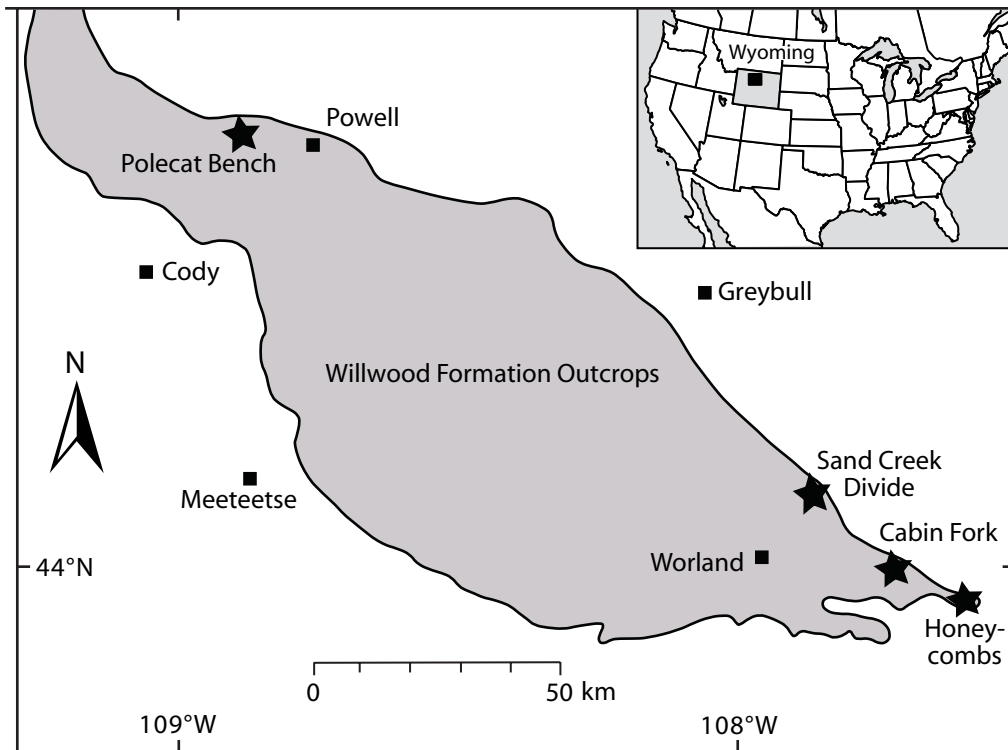 Wyoming
Powell
Polecat Bench
Cody
Greybull
N
Willwood Formation Outcrops
Sand Creek
Divide
Meeteetse
Cabin Fork
Worland
44°N
Honey-
combs
0
50 km
109°W
108°W